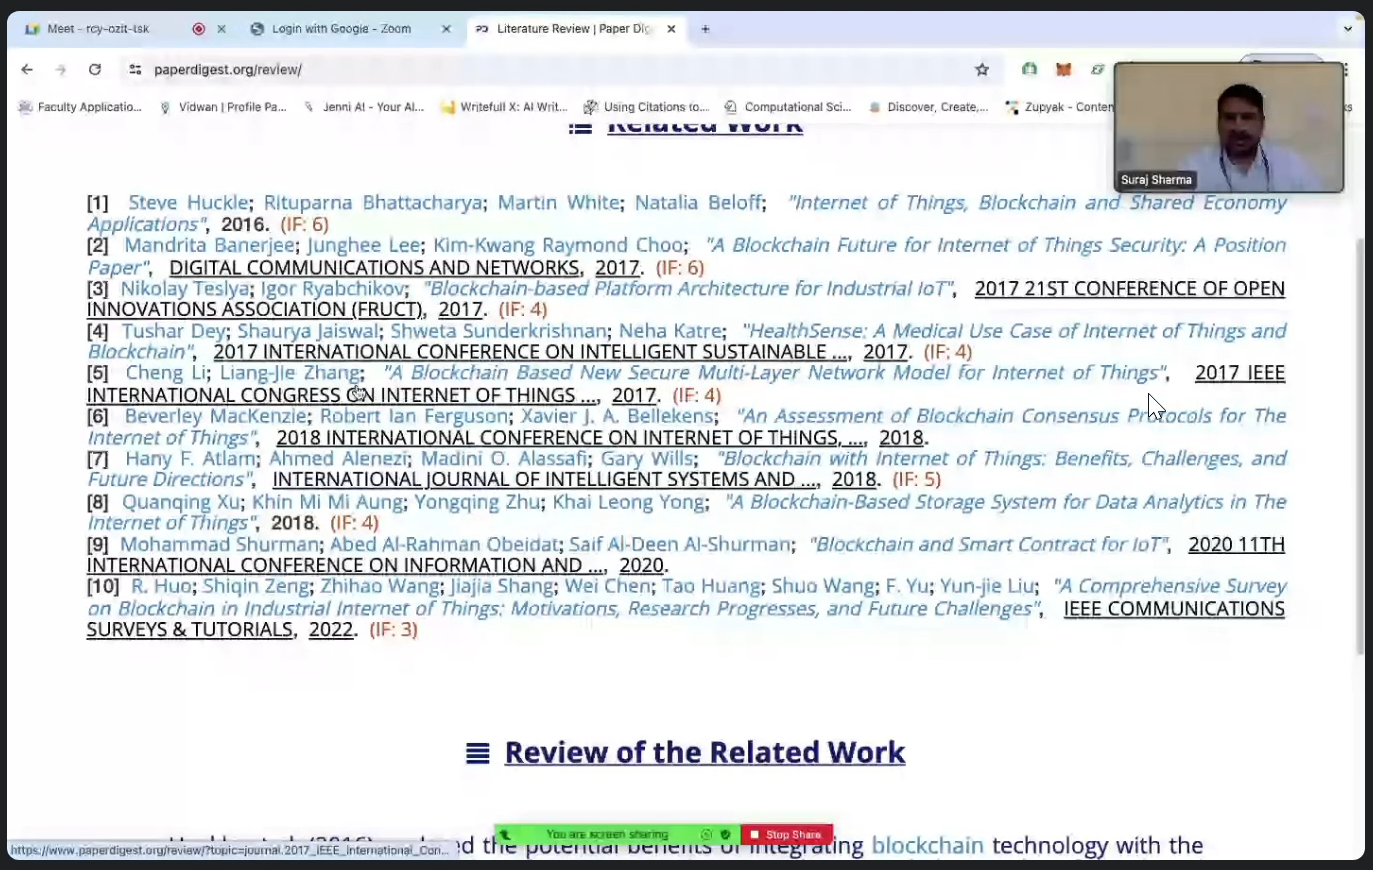 Meet - rcy-ozit-tsk
Login with Google - Zoom
Literature Review | Paper Dig
paperdigest.org/review/
Faculty Applicatio...
Vidwan | Profile Pa...
Jenni AI - Your AI...
Writefull X: AI Writ...
Using Citations to...
Computational Sci...
Discover, Create,...
Zupyak - Conten
Related Work
Suraj Sharma
[1] Steve Huckle; Rituparna Bhattacharya; Martin White; Natalia Beloff; "Internet of Things, Blockchain and Shared Economy
Applications", 2016. (IF: 6)
[2] Mandrita Banerjee; Junghee Lee; Kim-Kwang Raymond Choo; "A Blockchain Future for Internet of Things Security: A Position
Paper", DIGITAL COMMUNICATIONS AND NETWORKS, 2017. (IF: 6)
[3] Nikolay Teslya; Igor Ryabchikov; "Blockchain-based Platform Architecture for Industrial IoT", 2017 21ST CONFERENCE OF OPEN
INNOVATIONS ASSOCIATION (FRUCT), 2017. (IF: 4)
[4] Tushar Dey; Shaurya Jaiswal; Shweta Sunderkrishnan; Neha Katre; "HealthSense: A Medical Use Case of Internet of Things and
Blockchain", 2017 INTERNATIONAL CONFERENCE ON INTELLIGENT SUSTAINABLE ..., 2017. (IF: 4)
[5] Cheng Li; Liang-Jie Zhang; "A Blockchain Based New Secure Multi-Layer Network Model for Internet of Things", 2017 IEEE
INTERNATIONAL CONGRESS ON INTERNET OF THINGS ..., 2017. (IF: 4)
[6] Beverley MacKenzie; Robert Ian Ferguson; Xavier J. A. Bellekens; "An Assessment of Blockchain Consensus Protocols for The
Internet of Things", 2018 INTERNATIONAL CONFERENCE ON INTERNET OF THINGS, ..., 2018.
[7] Hany F. Atlam; Ahmed Alenezi; Madini O. Alassafi; Gary Wills; "Blockchain with Internet of Things: Benefits, Challenges, and
Future Directions", INTERNATIONAL JOURNAL OF INTELLIGENT SYSTEMS AND ..., 2018. (IF: 5)
[8] Quanqing Xu; Khin Mi Mi Aung; Yongqing Zhu; Khai Leong Yong; "A Blockchain-Based Storage System for Data Analytics in The
Internet of Things", 2018. (IF: 4)
[9] Mohammad Shurman; Abed Al-Rahman Obeidat; Saif Al-Deen Al-Shurman; "Blockchain and Smart Contract for IoT", 2020 11TH
INTERNATIONAL CONFERENCE ON INFORMATION AND ..., 2020.
[10] R. Huo; Shiqin Zeng; Zhihao Wang; Jiajia Shang; Wei Chen; Tao Huang; Shuo Wang; F. Yu; Yun-jie Liu; "A Comprehensive Survey
on Blockchain in Industrial Internet of Things: Motivations, Research Progresses, and Future Challenges", IEEE COMMUNICATIONS
SURVEYS & TUTORIALS, 2022. (IF: 3)
Review of the Related Work
You are screen sharing
Stop Share
the potential benefits of integrating blockchain technology with the
https://www.paperdigest.org/review/?topic=journal.2017_IEEE_International_Con...